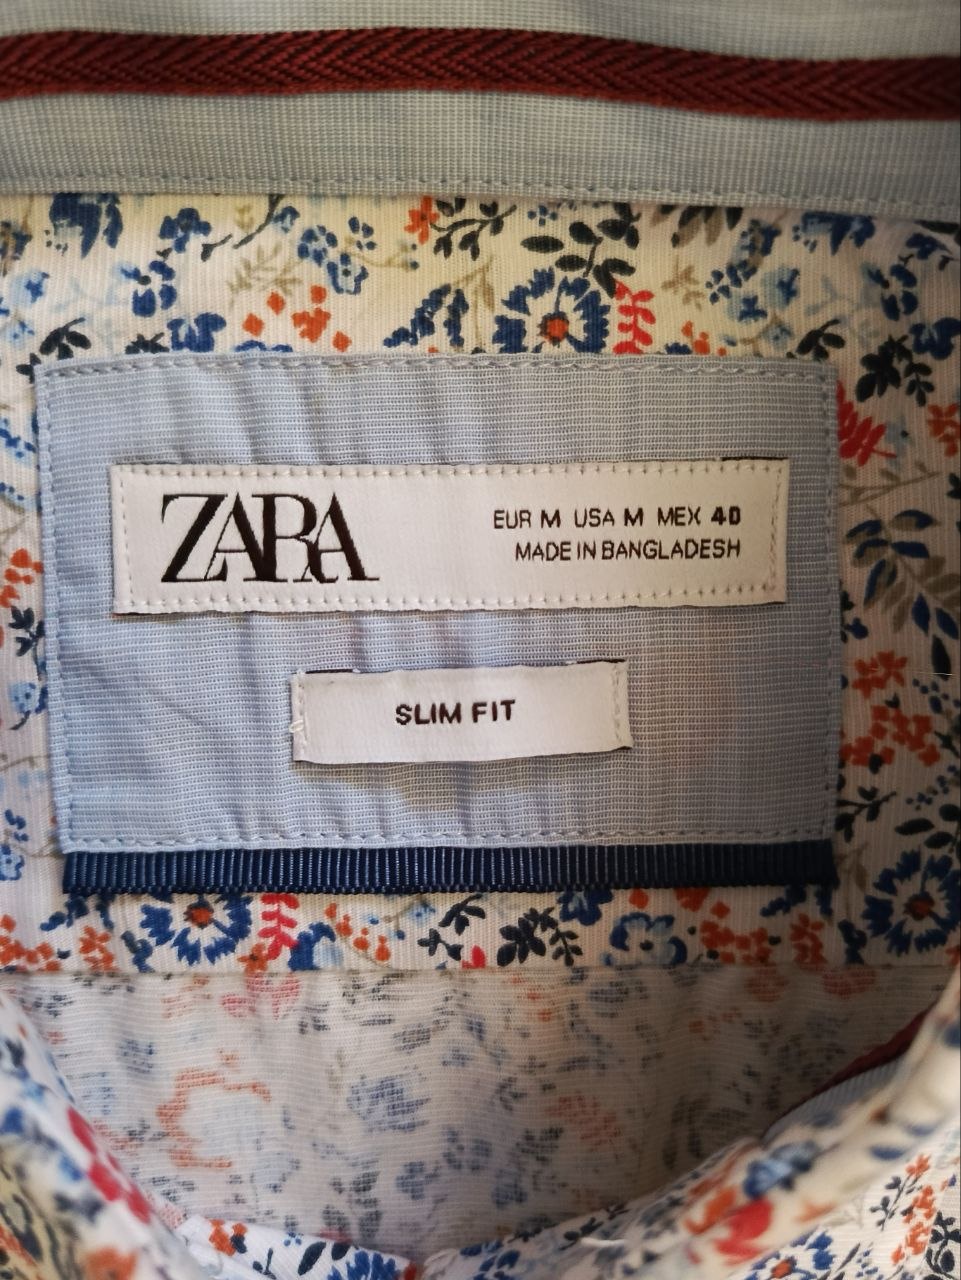 ZARA
EUR M USA M MEX 40
MADE IN BANGLADESH
SLIM FIT